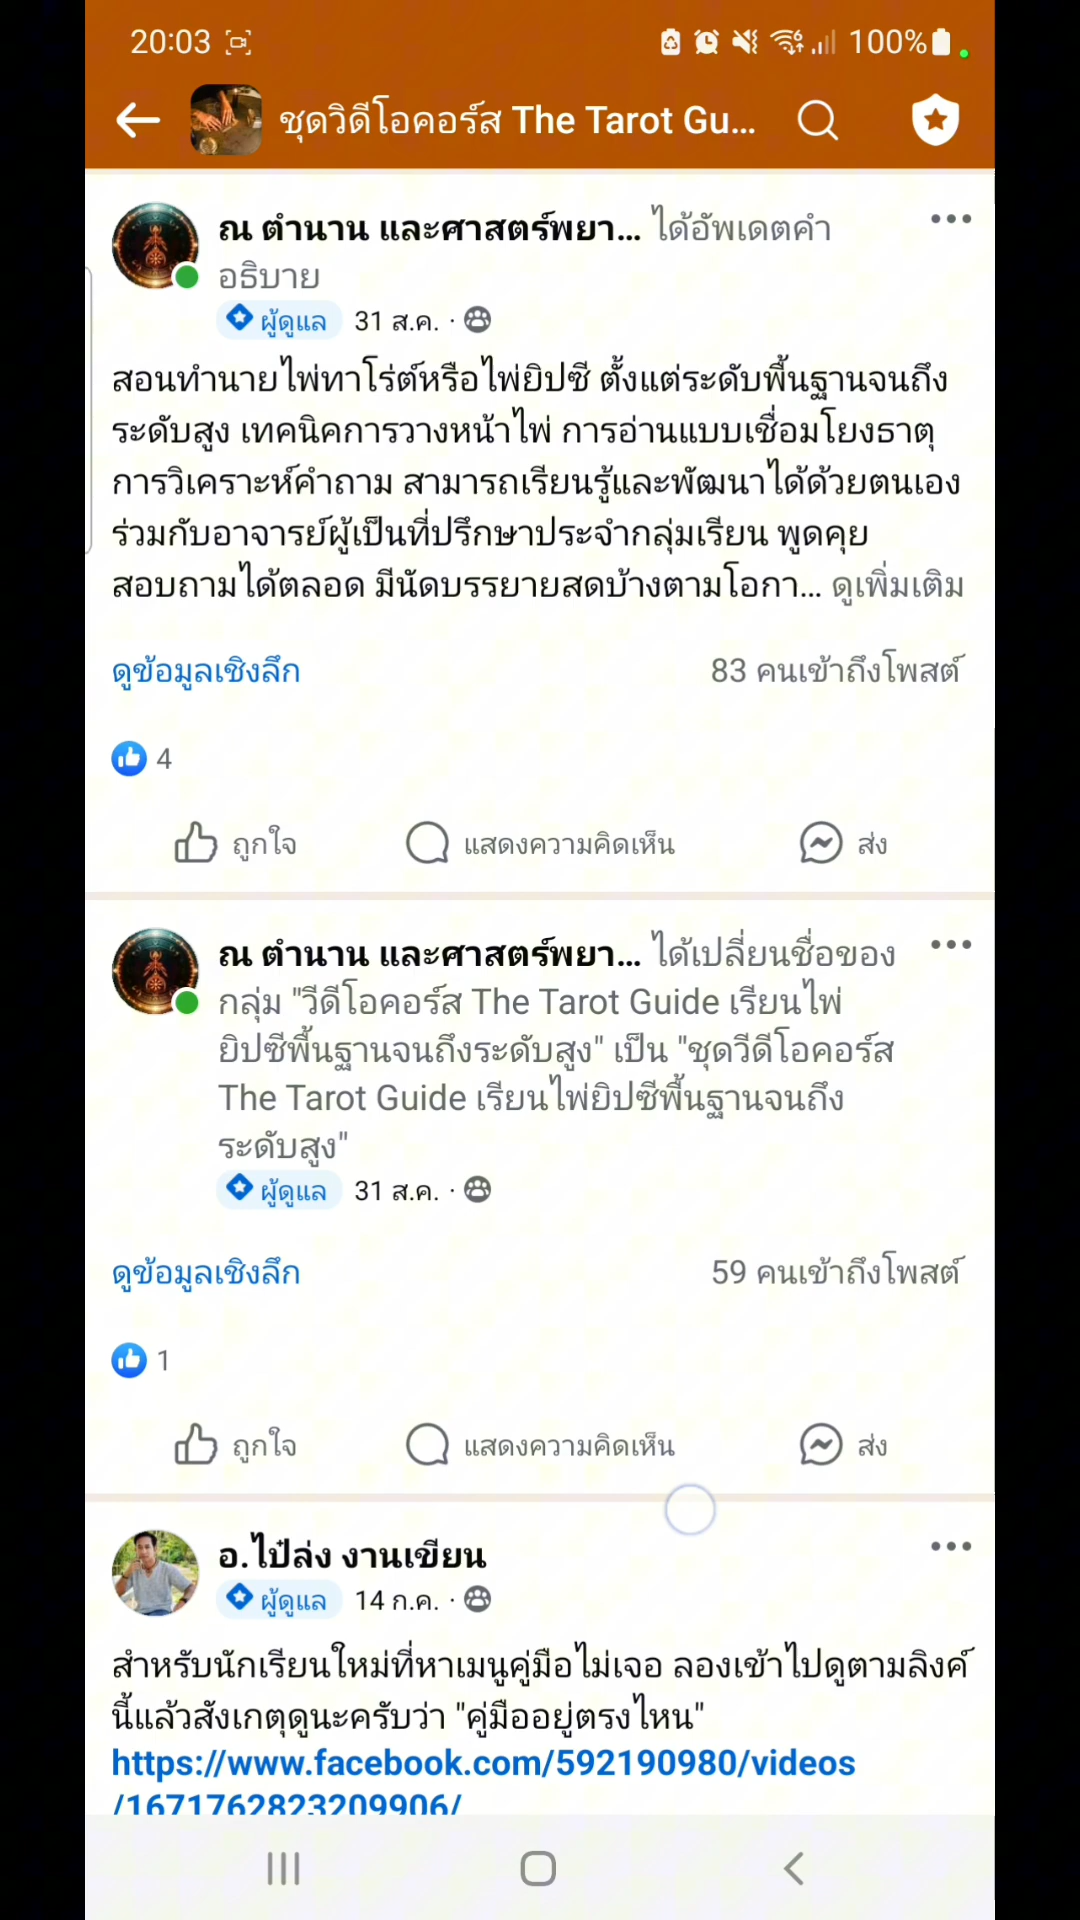 20:03
100%
ชุดวิดีโอคอร์ส The Tarot Gu...
ณ ตำนาน และศาสตร์พยา... ได้อัพเดตคำ
อธิบาย
ผู้ดูแล 31 ส.ค. ·
สอนทำนายไพ่ทาโร่ต์หรือไพ่ยิปซี ตั้งแต่ระดับพื้นฐานจนถึง
ระดับสูง เทคนิคการวางหน้าไพ่ การอ่านแบบเชื่อมโยงธาตุ
การวิเคราะห์คำถาม สามารถเรียนรู้และพัฒนาได้ด้วยตนเอง
ร่วมกับอาจารย์ผู้เป็นที่ปรึกษาประจำกลุ่มเรียน พูดคุย
สอบถามได้ตลอด มีนัดบรรยายสดบ้างตามโอกา... ดูเพิ่มเติม
ดูข้อมูลเชิงลึก 83 คนเข้าถึงโพสต์
4
ถูกใจ แสดงความคิดเห็น ส่ง
ณ ตำนาน และศาสตร์พยา... ได้เปลี่ยนชื่อของ
กลุ่ม "วีดีโอคอร์ส The Tarot Guide เรียนไพ่
ยิปซีพื้นฐานจนถึงระดับสูง" เป็น "ชุดวีดีโอคอร์ส
The Tarot Guide เรียนไพ่ยิปซีพื้นฐานจนถึง
ระดับสูง"
ผู้ดูแล 31 ส.ค. ·
ดูข้อมูลเชิงลึก 59 คนเข้าถึงโพสต์
1
ถูกใจ แสดงความคิดเห็น ส่ง
อ.ไป๋ล่ง งานเขียน
ผู้ดูแล 14 ก.ค. ·
สำหรับนักเรียนใหม่ที่หาเมนูคู่มือไม่เจอ ลองเข้าไปดูตามลิงค์
นี้แล้วสังเกตุดูนะครับว่า "คู่มืออยู่ตรงไหน"
https://www.facebook.com/592190980/videos
/1671762823209906/